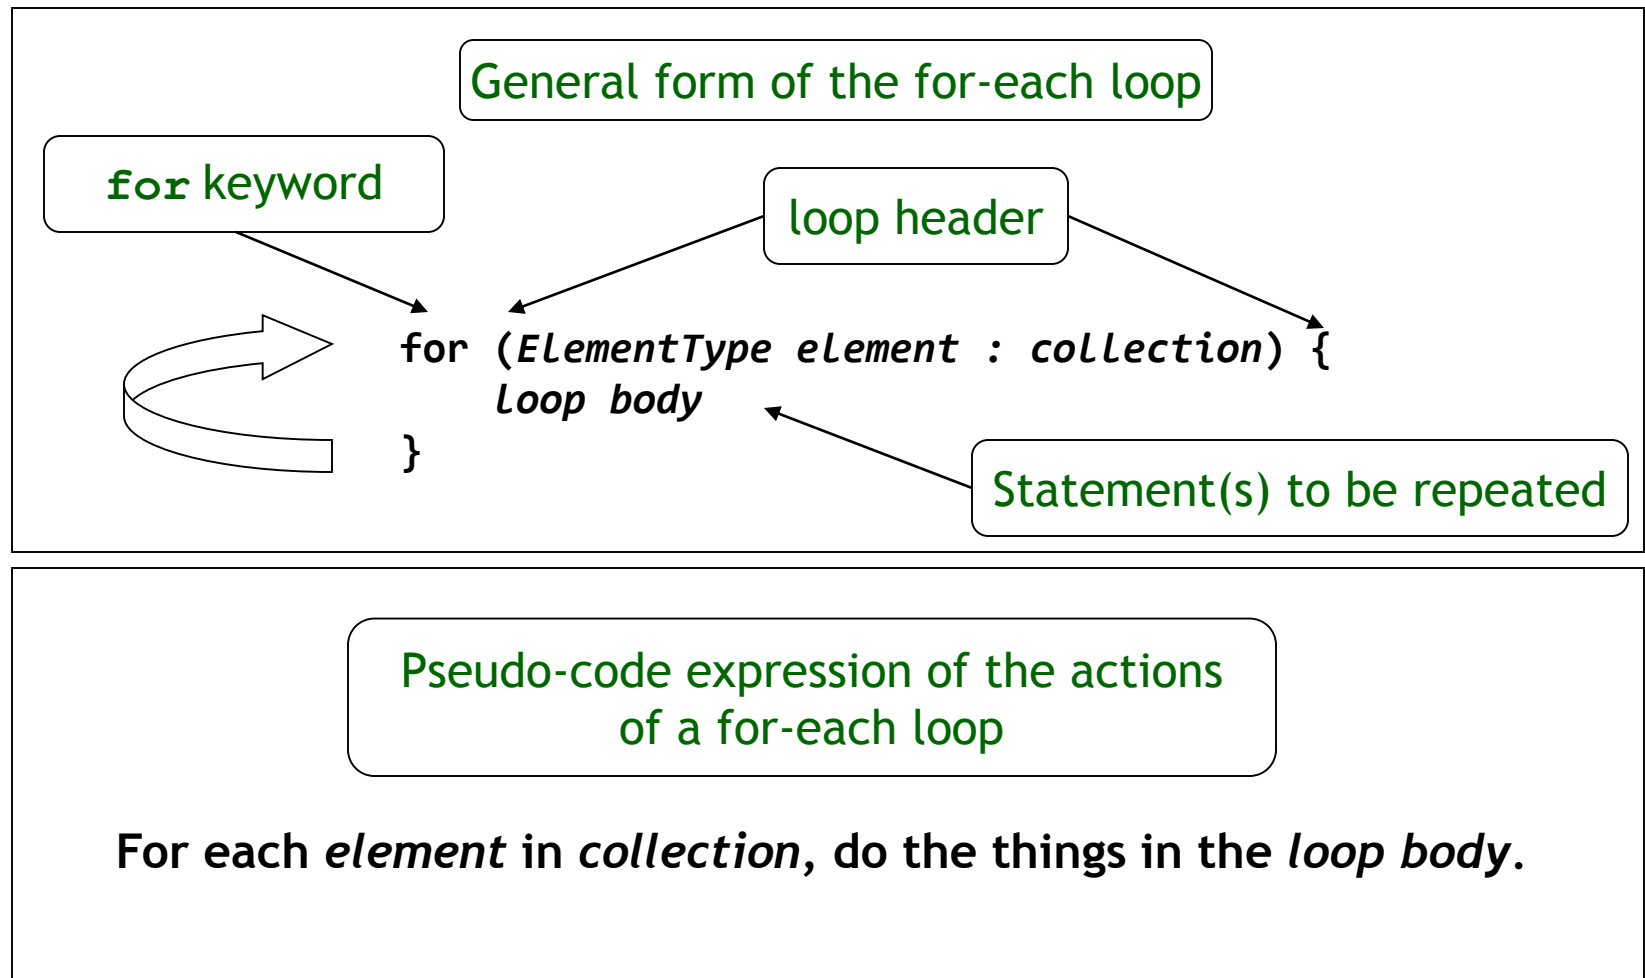 General form of the for-each loop
for keyword
loop header
for (ElementType element : collection) {
loop body
}
Statement(s) to be repeated
Pseudo-code expression of the actions
of a for-each loop
For each element in collection, do the things in the loop body.